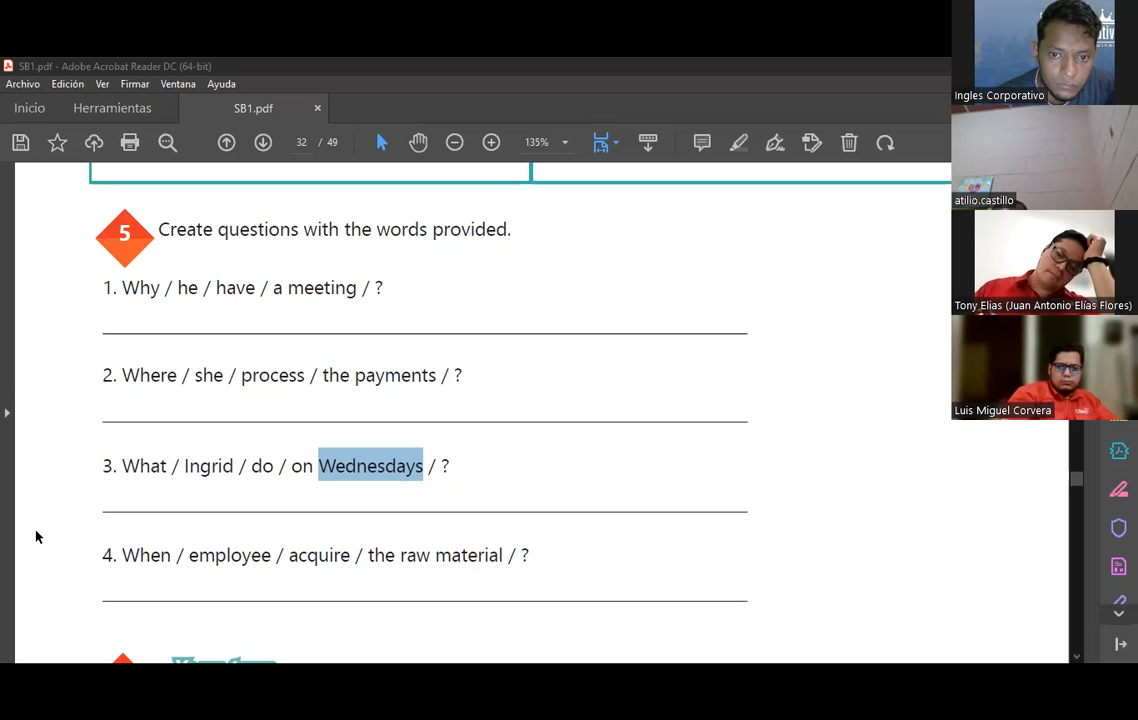 SB1.pdf - Adobe Acrobat Reader DC (64-bit)
Archivo Edición Ver Firmar Ventana Ayuda
Inicio Herramientas SB1.pdf ×
32 / 49 135%
5 Create questions with the words provided.
1. Why / he / have / a meeting / ?
2. Where / she / process / the payments / ?
3. What / Ingrid / do / on Wednesdays / ?
4. When / employee / acquire / the raw material / ?
Ingles Corporativo
atilio.castillo
Tony Elias (Juan Antonio Elías Flores)
Luis Miguel Corvera